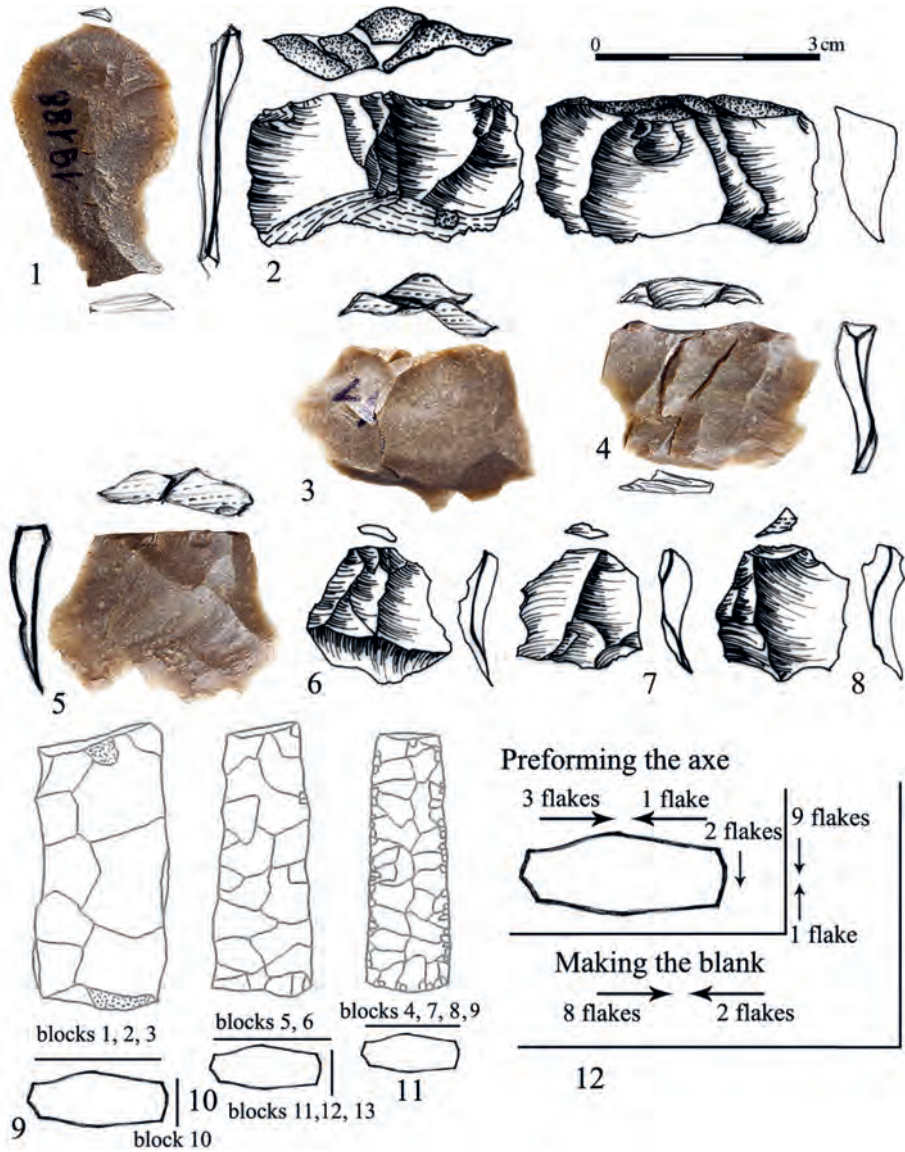 0 3 cm
1
88161
2
3
4
5
6
7
8
Preforming the axe
3 flakes
1 flake
2 flakes
9 flakes
1 flake
Making the blank
8 flakes
2 flakes
blocks 1, 2, 3
blocks 5, 6
blocks 4, 7, 8, 9
9
10
11
12
block 10
blocks 11,12, 13